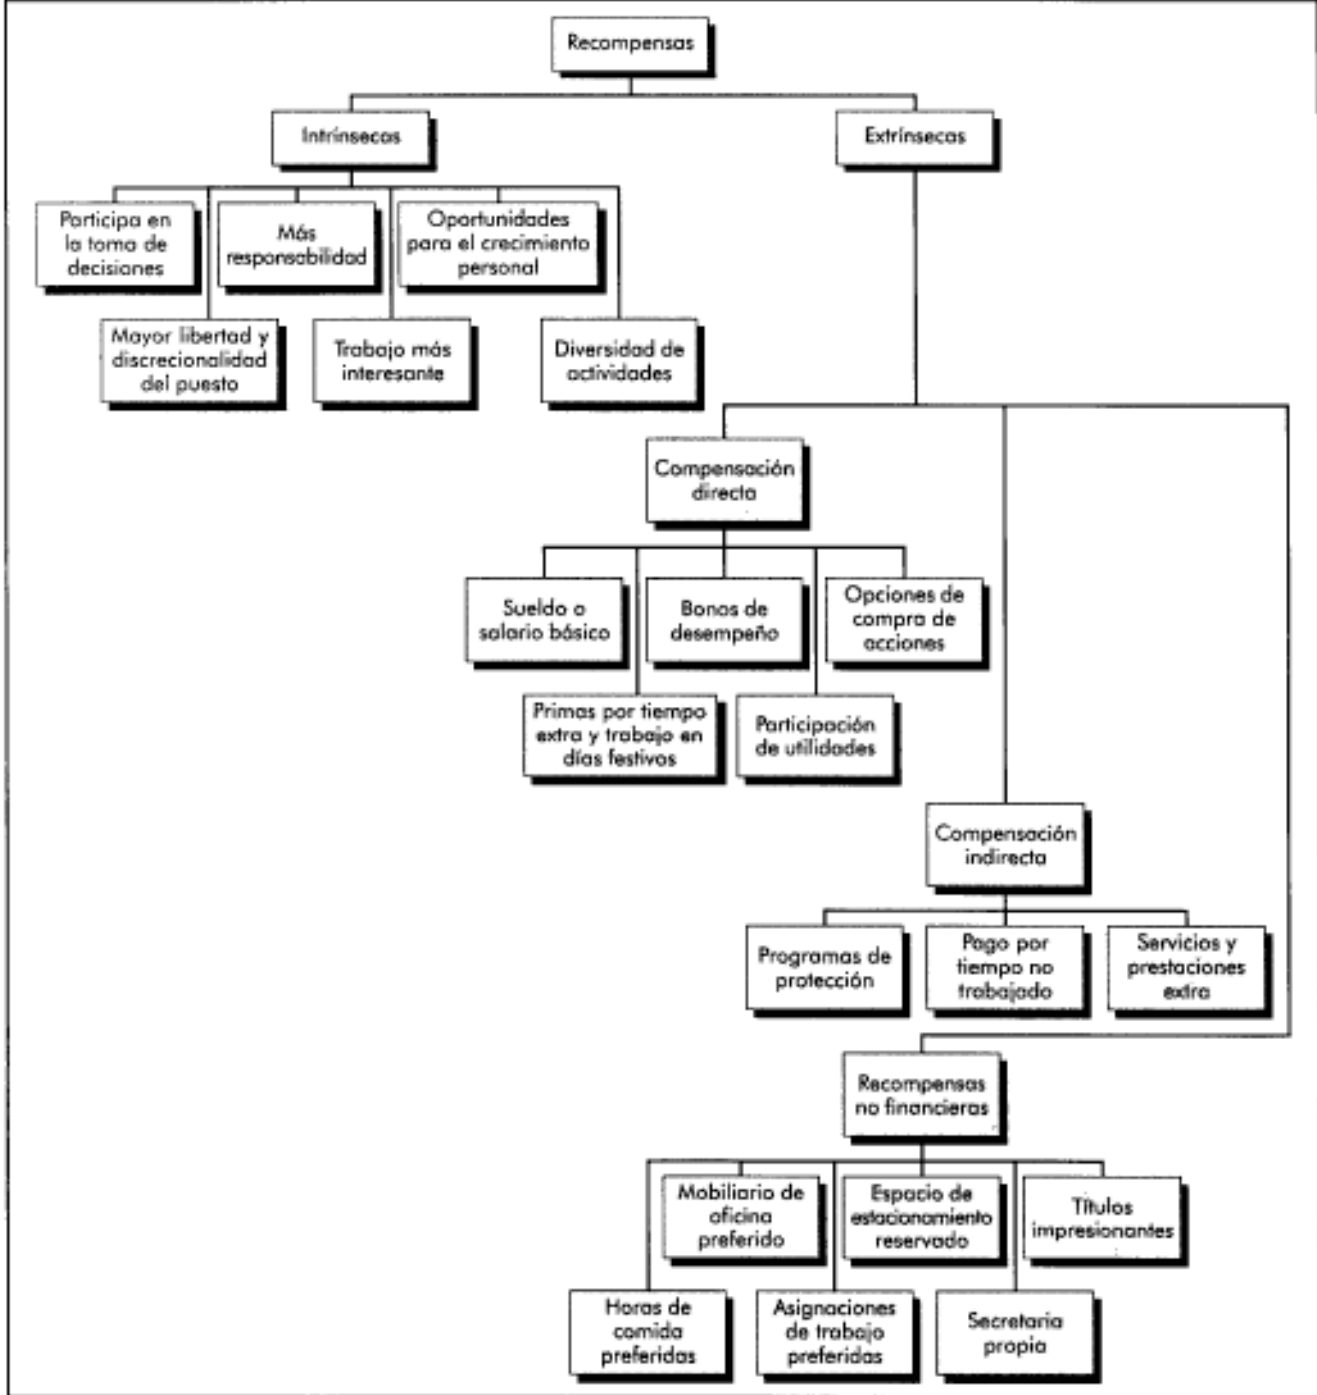 Recompensas
Intrínsecas
Extrínsecas
Participa en
la toma de
decisiones
Más
responsabilidad
Oportunidades
para el crecimiento
personal
Mayor libertad y
discrecionalidad
del puesto
Trabajo más
interesante
Diversidad de
actividades
Compensación
directa
Sueldo o
salario básico
Bonos de
desempeño
Opciones de
compra de
acciones
Primas por tiempo
extra y trabajo en
días festivos
Participación
de utilidades
Compensación
indirecta
Programas de
protección
Pago por
tiempo no
trabajado
Servicios y
prestaciones
extra
Recompensas
no financieras
Mobiliario de
oficina
preferido
Espacio de
estacionamiento
reservado
Títulos
impresionantes
Horas de
comida
preferidas
Asignaciones
de trabajo
preferidas
Secretaria
propia